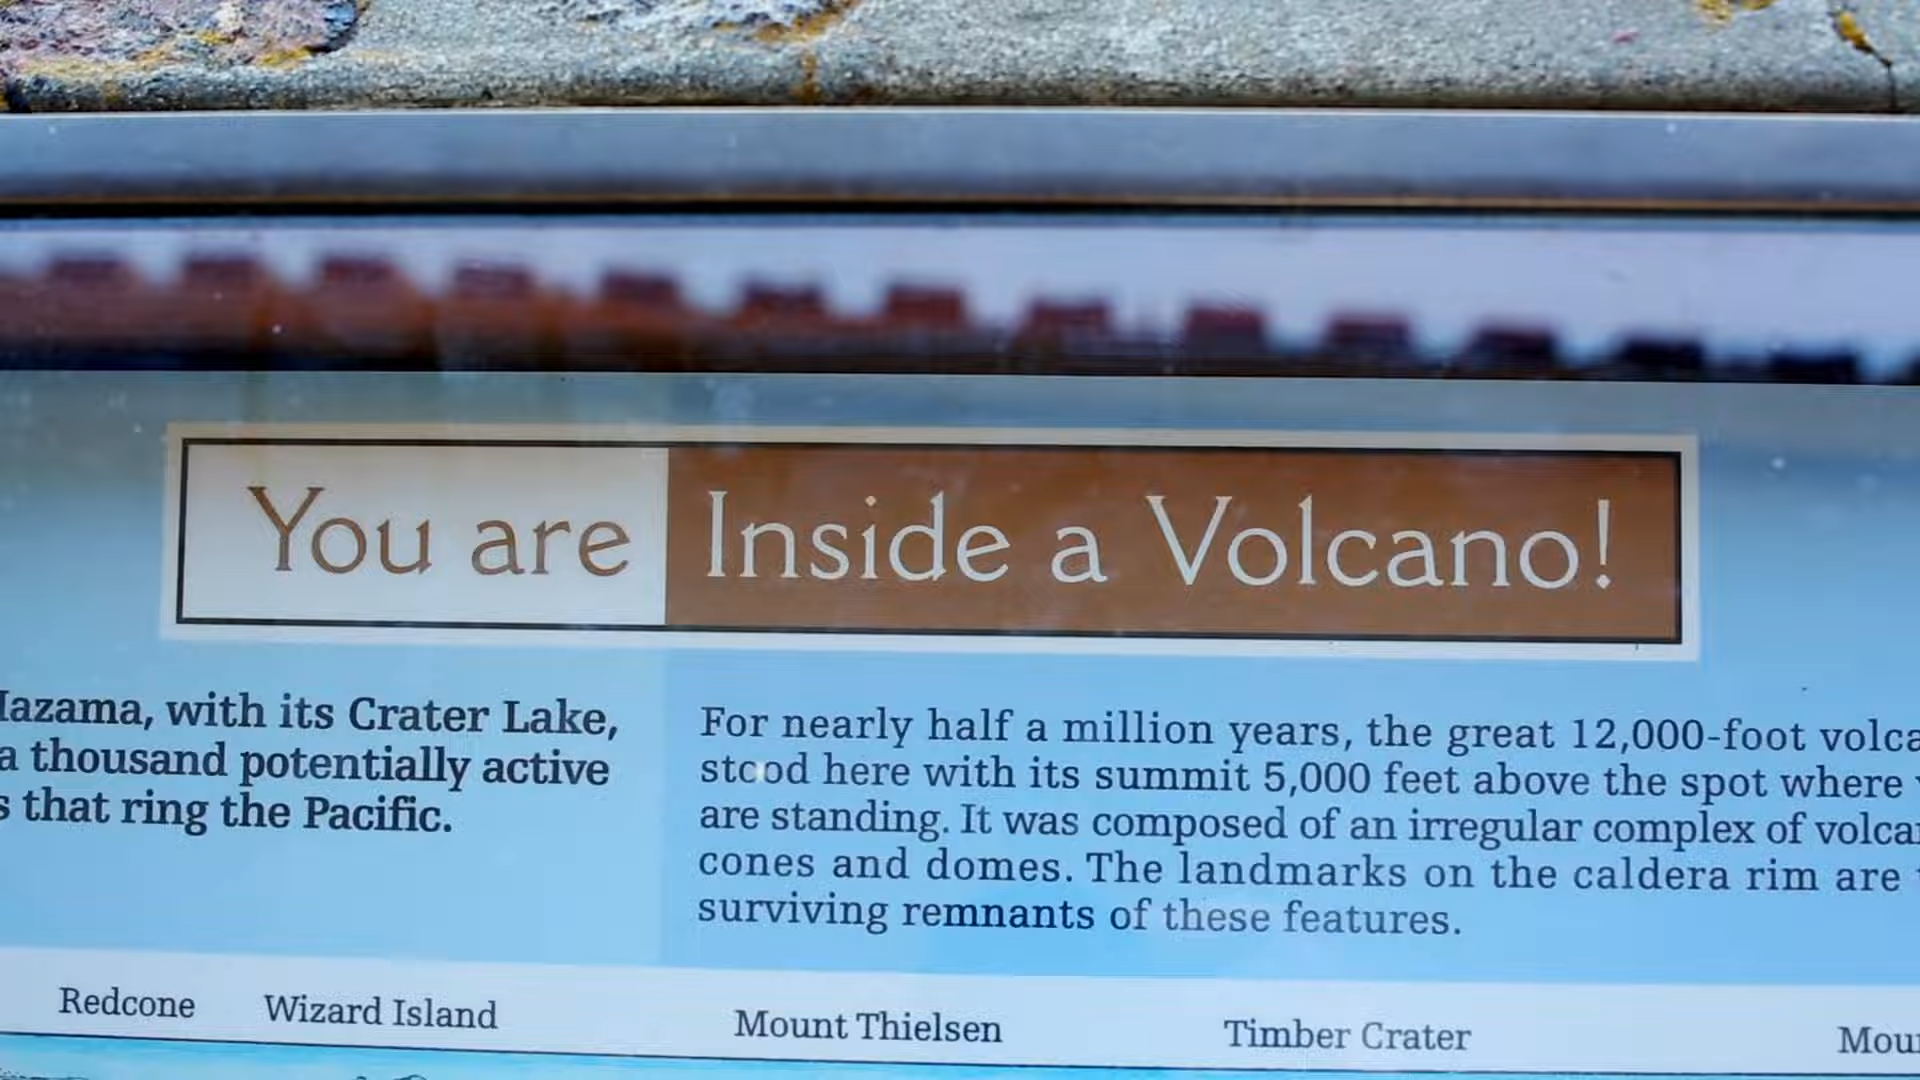 You are Inside a Volcano!
Mazama, with its Crater Lake,
a thousand potentially active
s that ring the Pacific.
For nearly half a million years, the great 12,000-foot volca
stood here with its summit 5,000 feet above the spot where
are standing. It was composed of an irregular complex of volca
cones and domes. The landmarks on the caldera rim are
surviving remnants of these features.
Redcone
Wizard Island
Mount Thielsen
Timber Crater
Moun